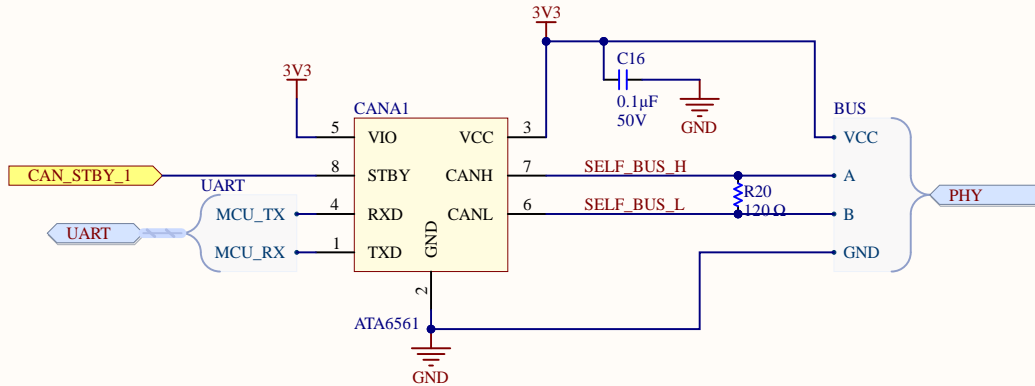 3V3
C16
0.1µF
50V
GND
3V3
CANA1
BUS
5
VIO
VCC
3
VCC
CAN_STBY_1
8
STBY
CANH
7
SELF_BUS_H
A
R20
120 Ω
PHY
UART
MCU_TX
4
RXD
CANL
6
SELF_BUS_L
B
UART
MCU_RX
1
TXD
GND
GND
2
ATA6561
GND